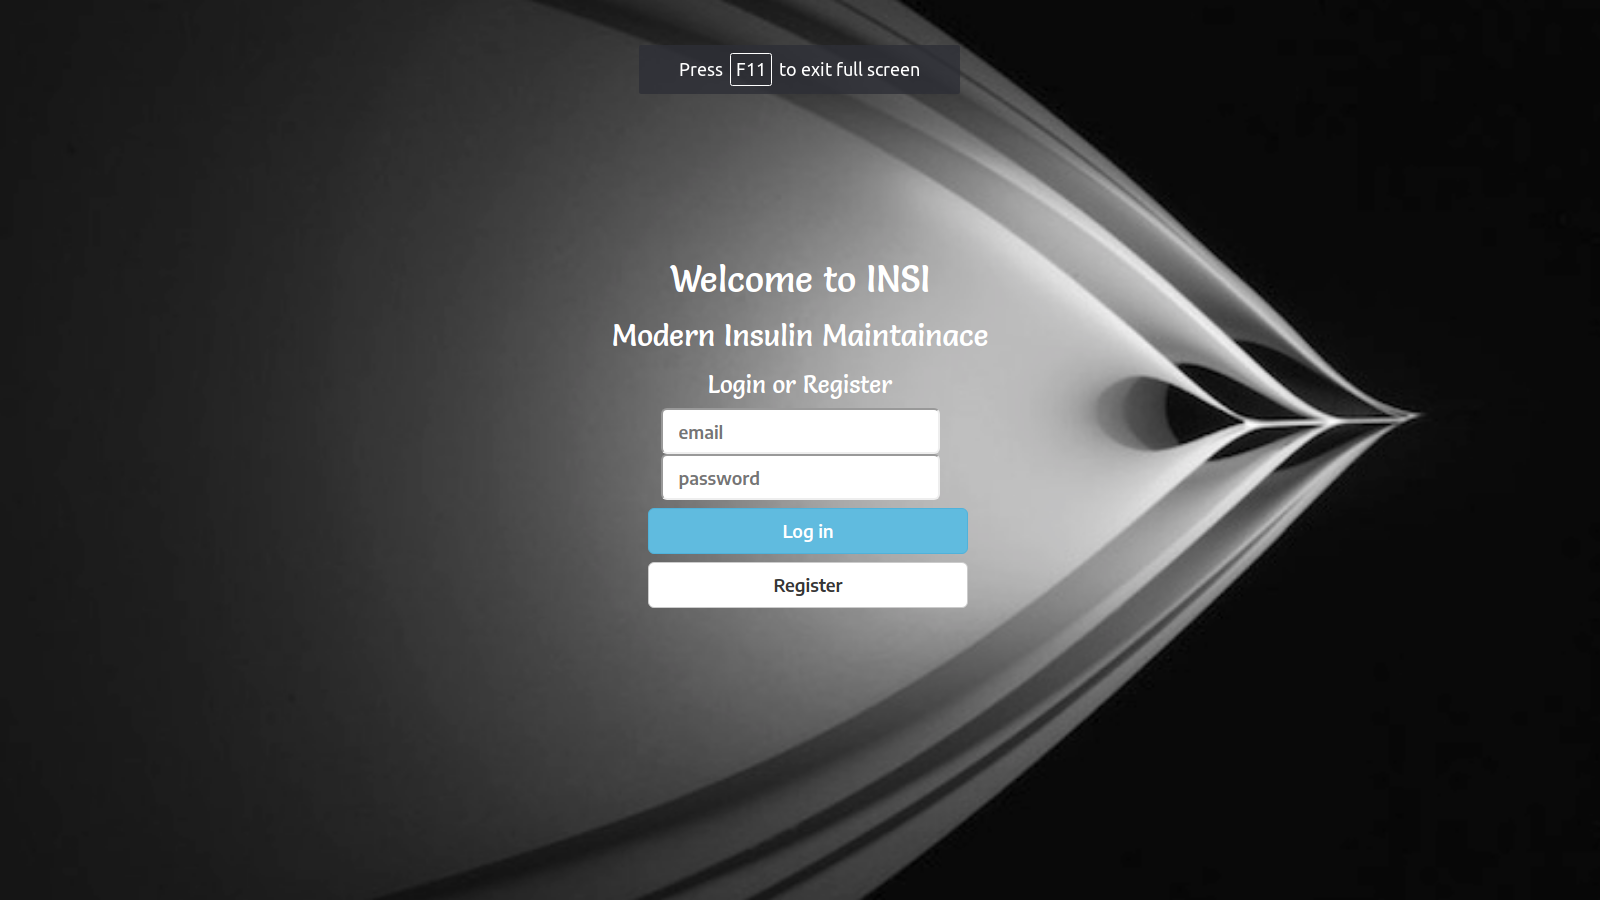 Press F11 to exit full screen
Welcome to INSI
Modern Insulin Maintainace
Login or Register
email
password
Log in
Register